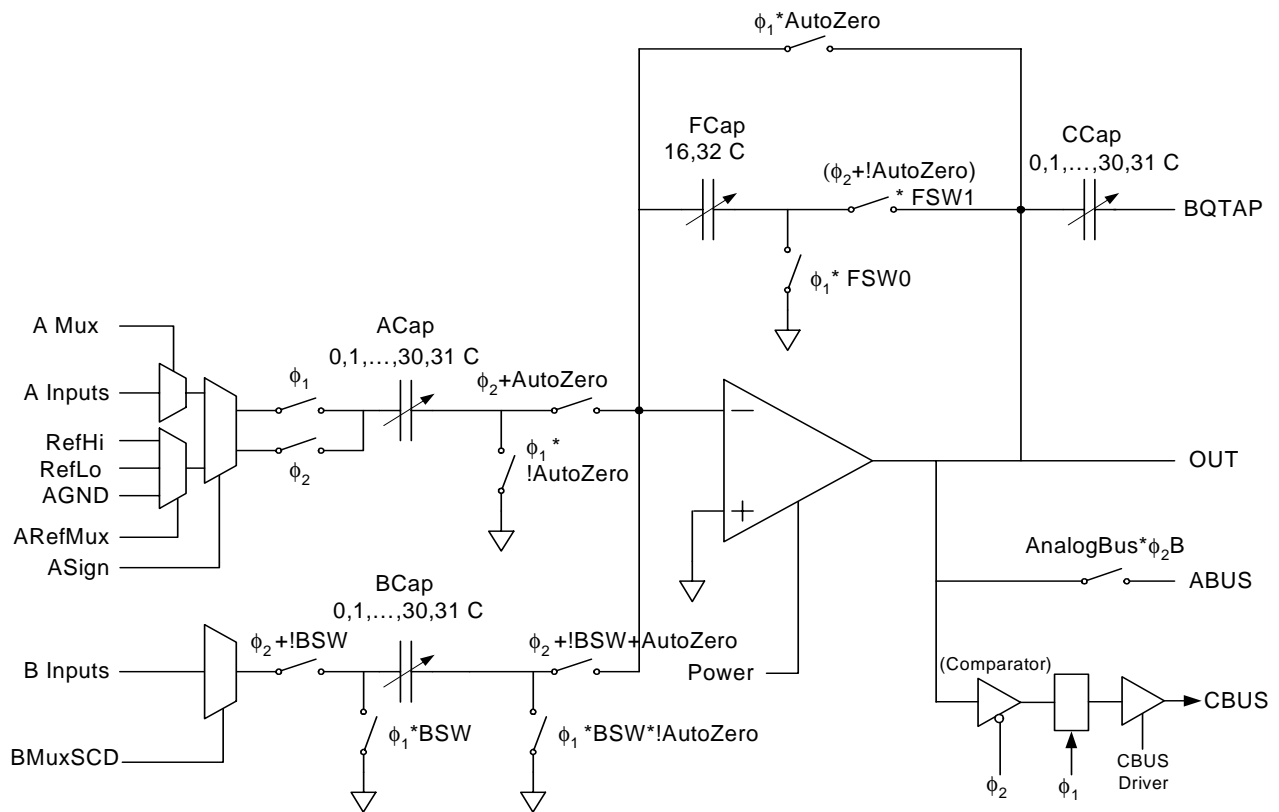 ϕ1*AutoZero
FCap
16,32 C
CCap
0,1,…,30,31 C
(ϕ2+!AutoZero)
* FSW1
BQTAP
ϕ1* FSW0
A Mux
ACap
0,1,…,30,31 C
A Inputs
ϕ1
ϕ2+AutoZero
RefHi
RefLo
AGND
ϕ2
ϕ1*
!AutoZero
−
+
OUT
ARefMux
ASign
AnalogBus*ϕ2B
ABUS
BCap
0,1,…,30,31 C
ϕ2+!BSW
ϕ2+!BSW+AutoZero
B Inputs
Power
(Comparator)
CBUS
ϕ1*BSW
ϕ1*BSW*!AutoZero
BMuxSCD
ϕ2
ϕ1
CBUS
Driver